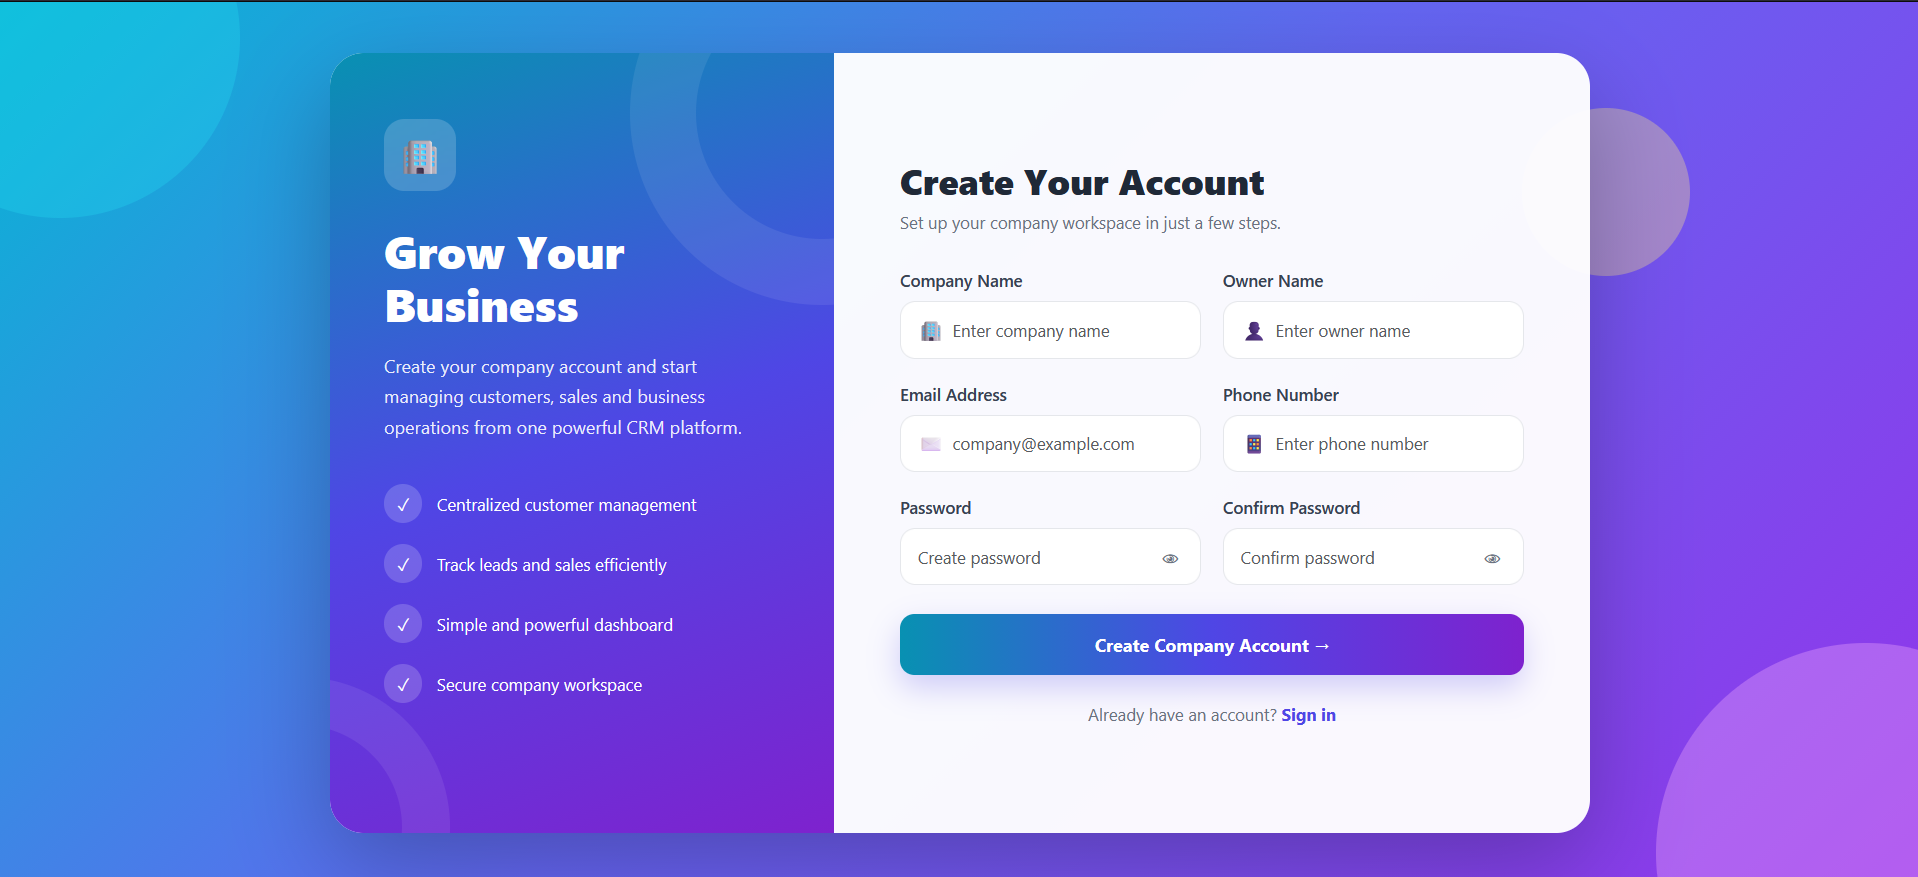 Grow Your
Business
Create your company account and start
managing customers, sales and business
operations from one powerful CRM platform.
✓ Centralized customer management
✓ Track leads and sales efficiently
✓ Simple and powerful dashboard
✓ Secure company workspace
Create Your Account
Set up your company workspace in just a few steps.
Company Name
Enter company name
Owner Name
Enter owner name
Email Address
company@example.com
Phone Number
Enter phone number
Password
Create password
Confirm Password
Confirm password
Create Company Account →
Already have an account? Sign in